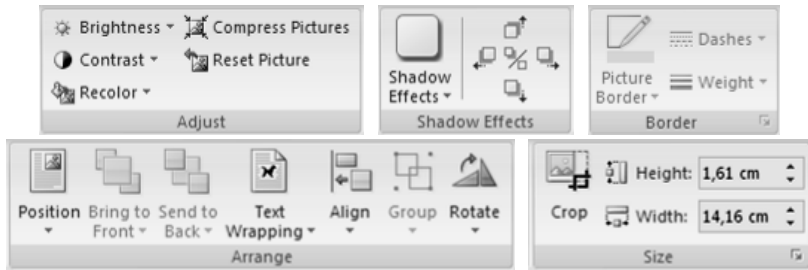 Brightness Compress Pictures
Contrast Reset Picture
Recolor
Adjust
Shadow
Effects
Shadow Effects
Picture
Border
Dashes
Weight
Border
Position
Bring to
Front
Send to
Back
Text
Wrapping
Align
Group
Rotate
Arrange
Crop
Height: 1,61 cm
Width: 14,16 cm
Size